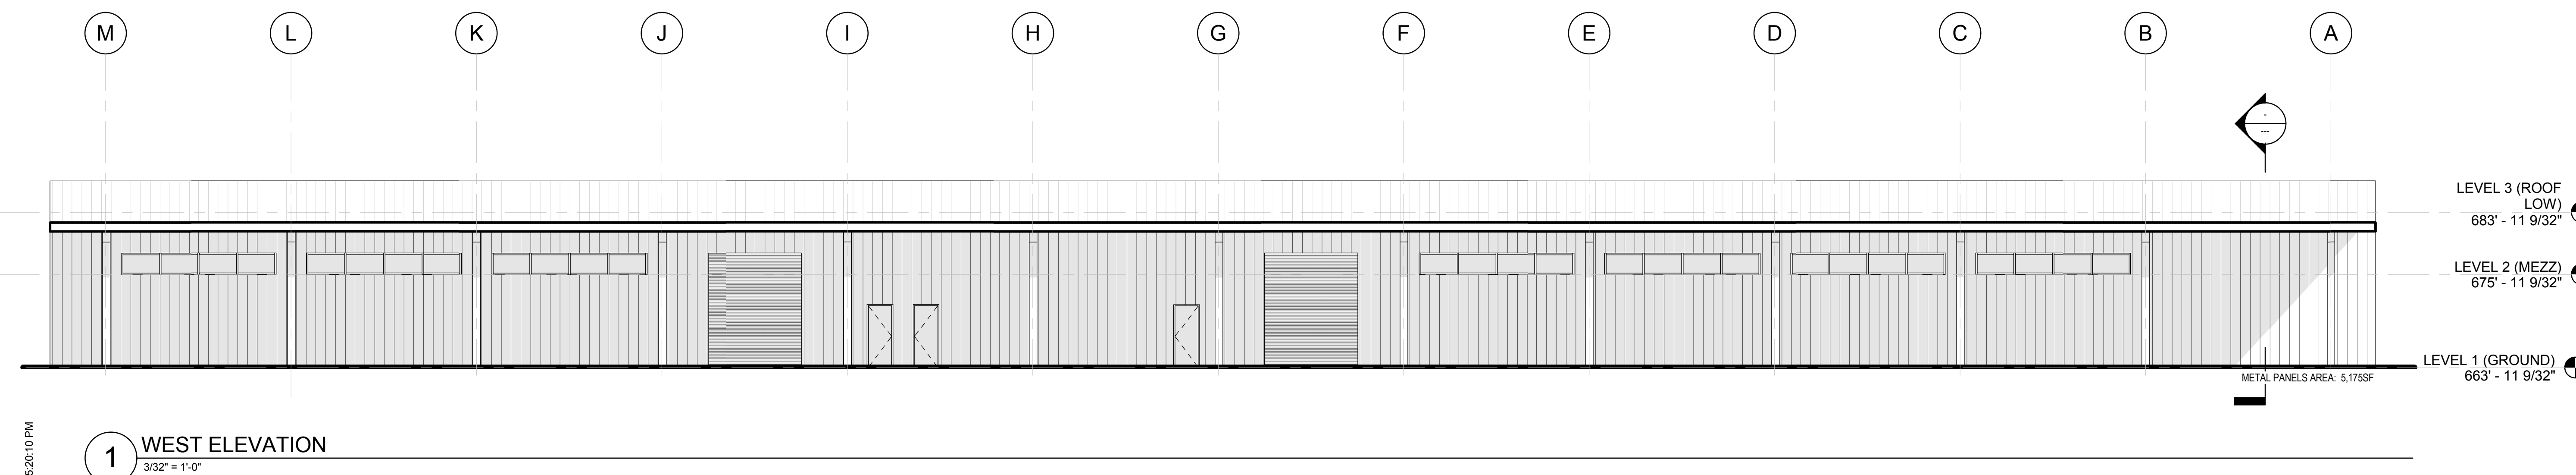 M
L
K
J
I
H
G
F
E
D
C
B
A
-
---
LEVEL 3 (ROOF
LOW)
683' - 11 9/32"
LEVEL 2 (MEZZ)
675' - 11 9/32"
LEVEL 1 (GROUND)
663' - 11 9/32"
METAL PANELS AREA: 5,175SF
5:20:10 PM
1
WEST ELEVATION
3/32" = 1'-0"